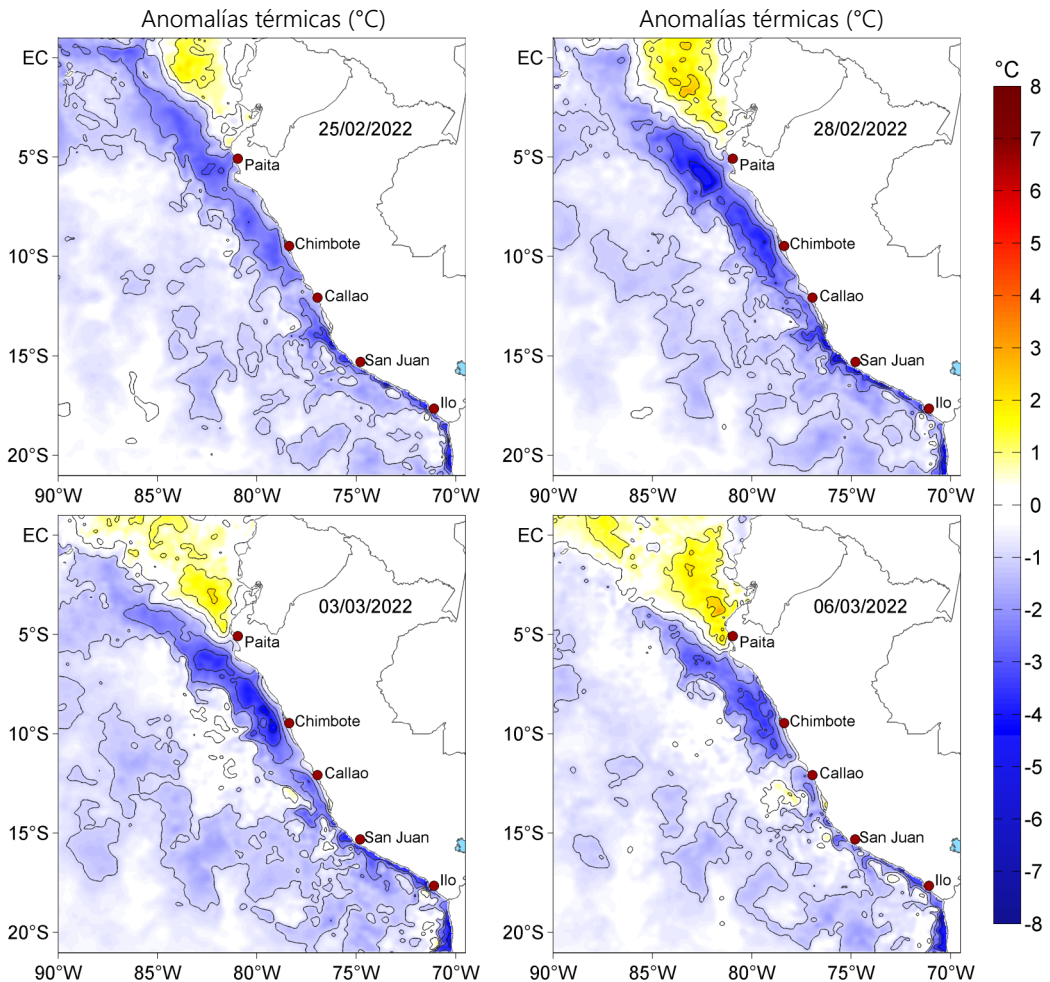 Anomalías térmicas (°C)
Anomalías térmicas (°C)
EC
5°S
10°S
15°S
20°S
90°W
85°W
80°W
75°W
70°W
25/02/2022
Paita
Chimbote
Callao
San Juan
Ilo
EC
5°S
10°S
15°S
20°S
90°W
85°W
80°W
75°W
70°W
28/02/2022
Paita
Chimbote
Callao
San Juan
Ilo
EC
5°S
10°S
15°S
20°S
90°W
85°W
80°W
75°W
70°W
03/03/2022
Paita
Chimbote
Callao
San Juan
Ilo
EC
5°S
10°S
15°S
20°S
90°W
85°W
80°W
75°W
70°W
06/03/2022
Paita
Chimbote
Callao
San Juan
Ilo
°C
8
7
6
5
4
3
2
1
0
-1
-2
-3
-4
-5
-6
-7
-8